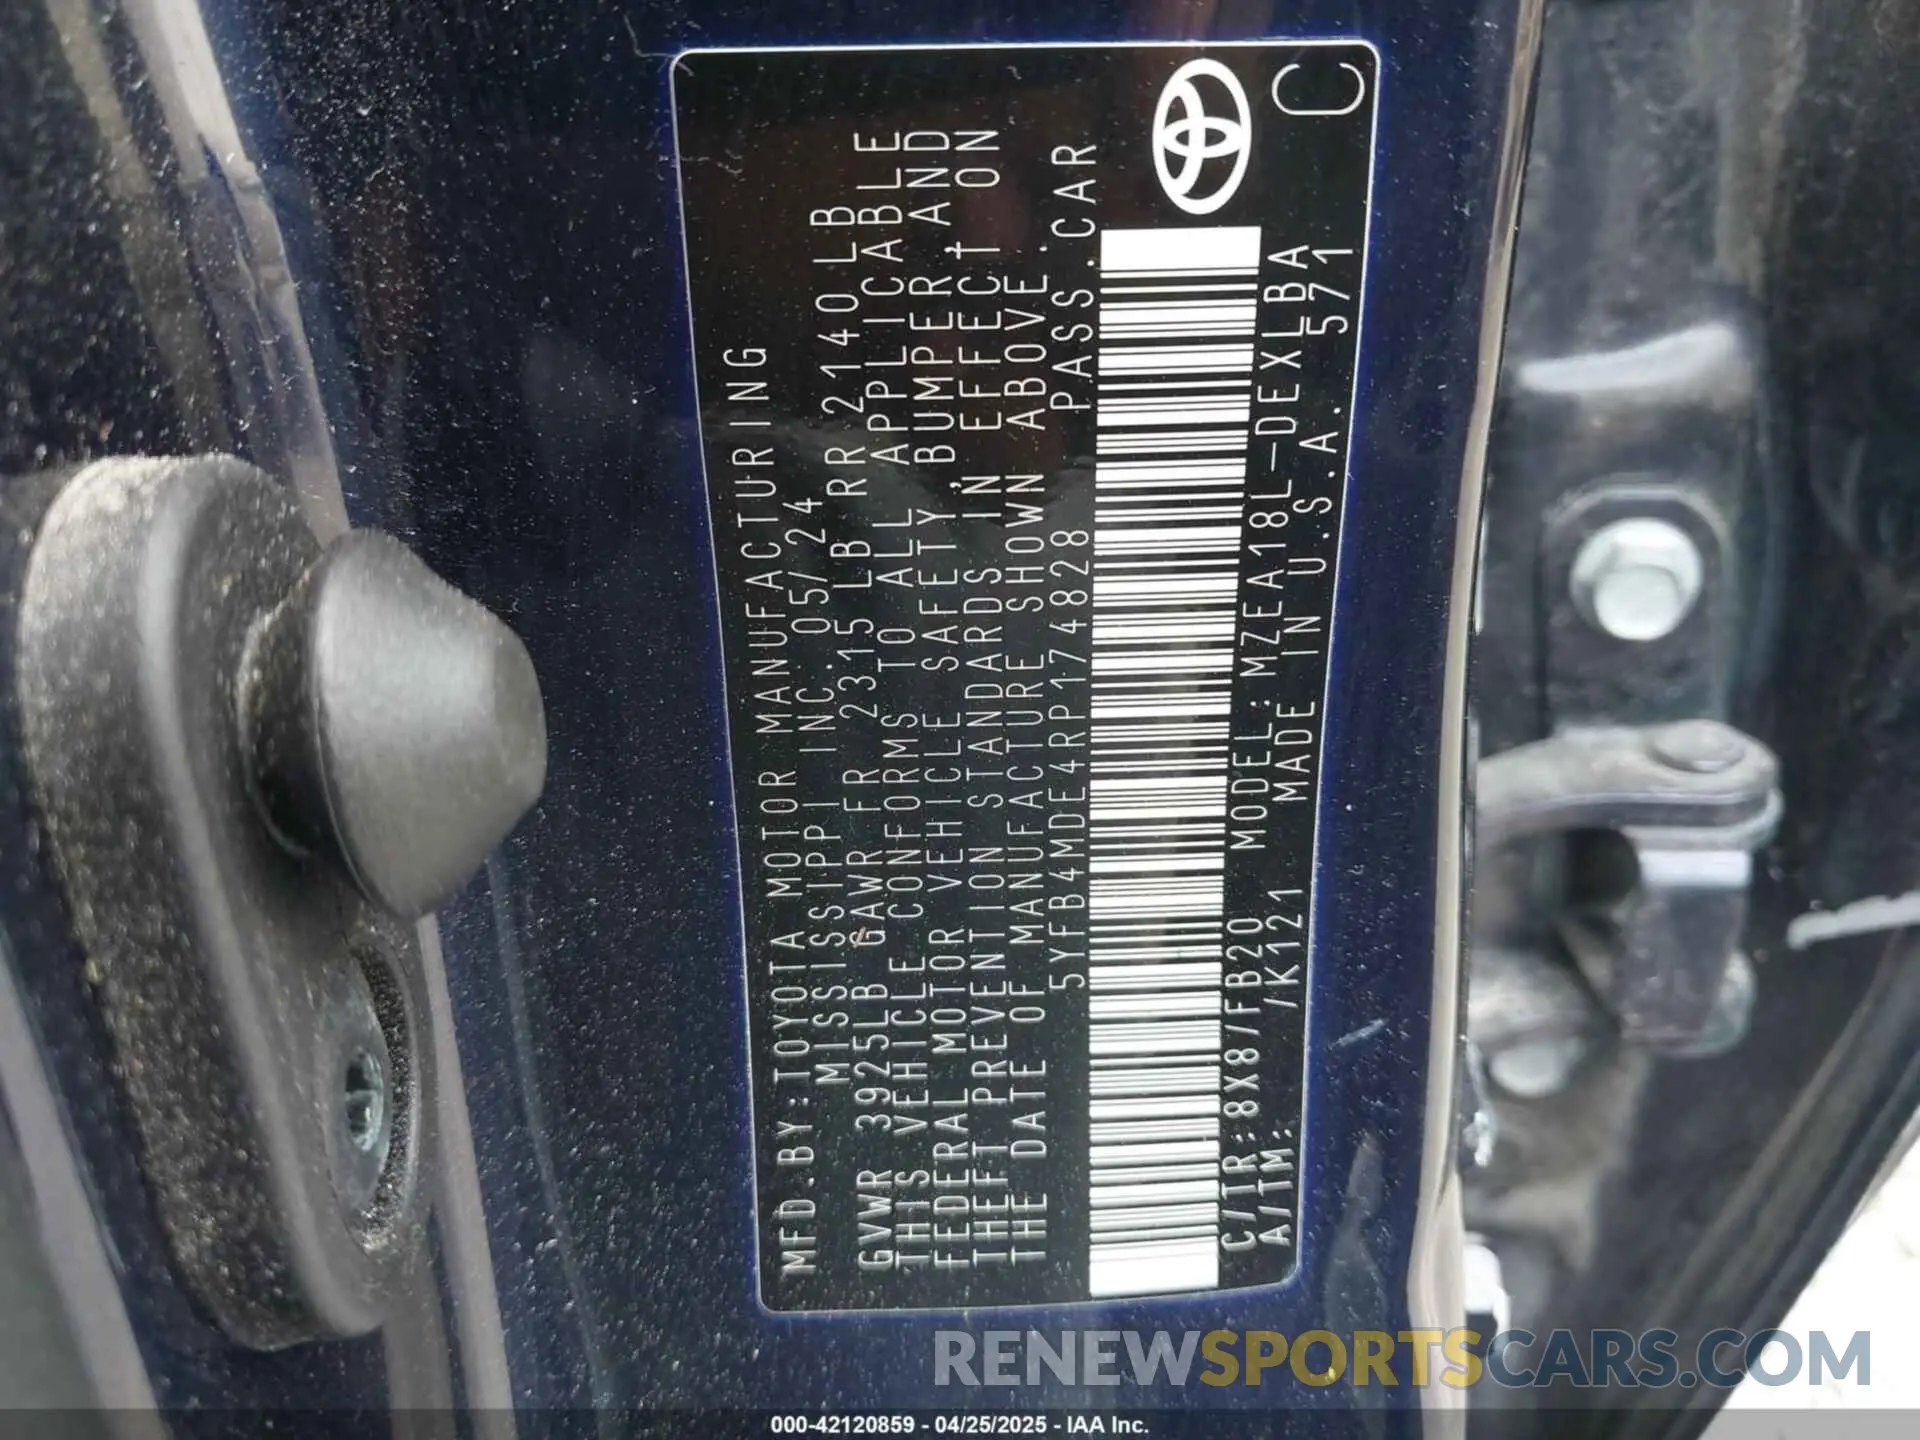 MFD.BY:TOYOTA MOTOR MANUFACTURING
MISSISSIPPI INC. 05/24
GVWR 3925LB GAWR FR 2315 LB RR 2140 LB
THIS VEHICLE CONFORMS TO ALL APPLICABLE
FEDERAL MOTOR VEHICLE SAFETY, BUMPER, AND
THEFT PREVENTION STANDARDS IN EFFECT ON
THE DATE OF MANUFACTURE SHOWN ABOVE.
5YFB4MDE4RP174828 PASS.CAR
C/TR:8X8/FB20 MODEL:MZEA18L-DEXLBA
A/TM: /K121 MADE IN U.S.A. 571
C
RENEWSPORTSCARS.COM
000-42120859 - 04/25/2025 - IAA Inc.